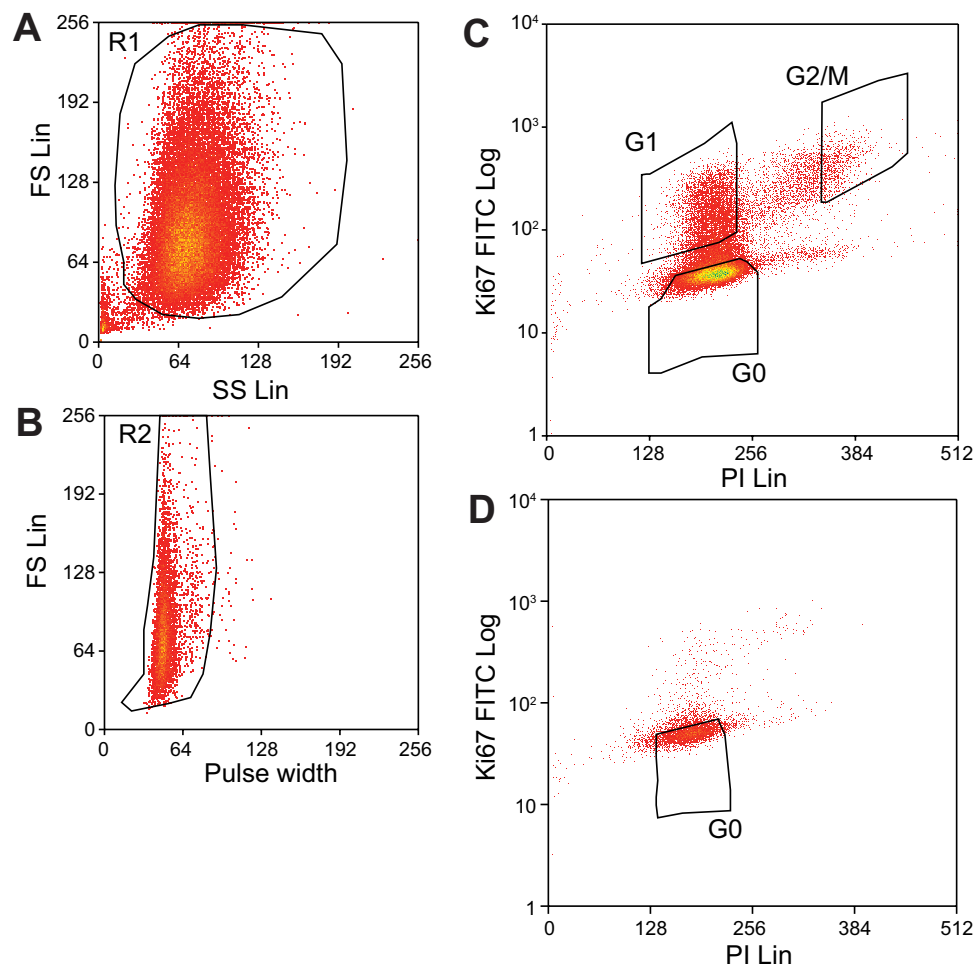 A
R1
FS Lin
256
192
128
64
0
0 64 128 192 256
SS Lin
B
R2
FS Lin
256
192
128
64
0
0 64 128 192 256
Pulse width
C
G2/M
G1
G0
Ki67 FITC Log
10⁴
10³
10²
10
1
0 128 256 384 512
PI Lin
D
G0
Ki67 FITC Log
10⁴
10³
10²
10
1
0 128 256 384 512
PI Lin